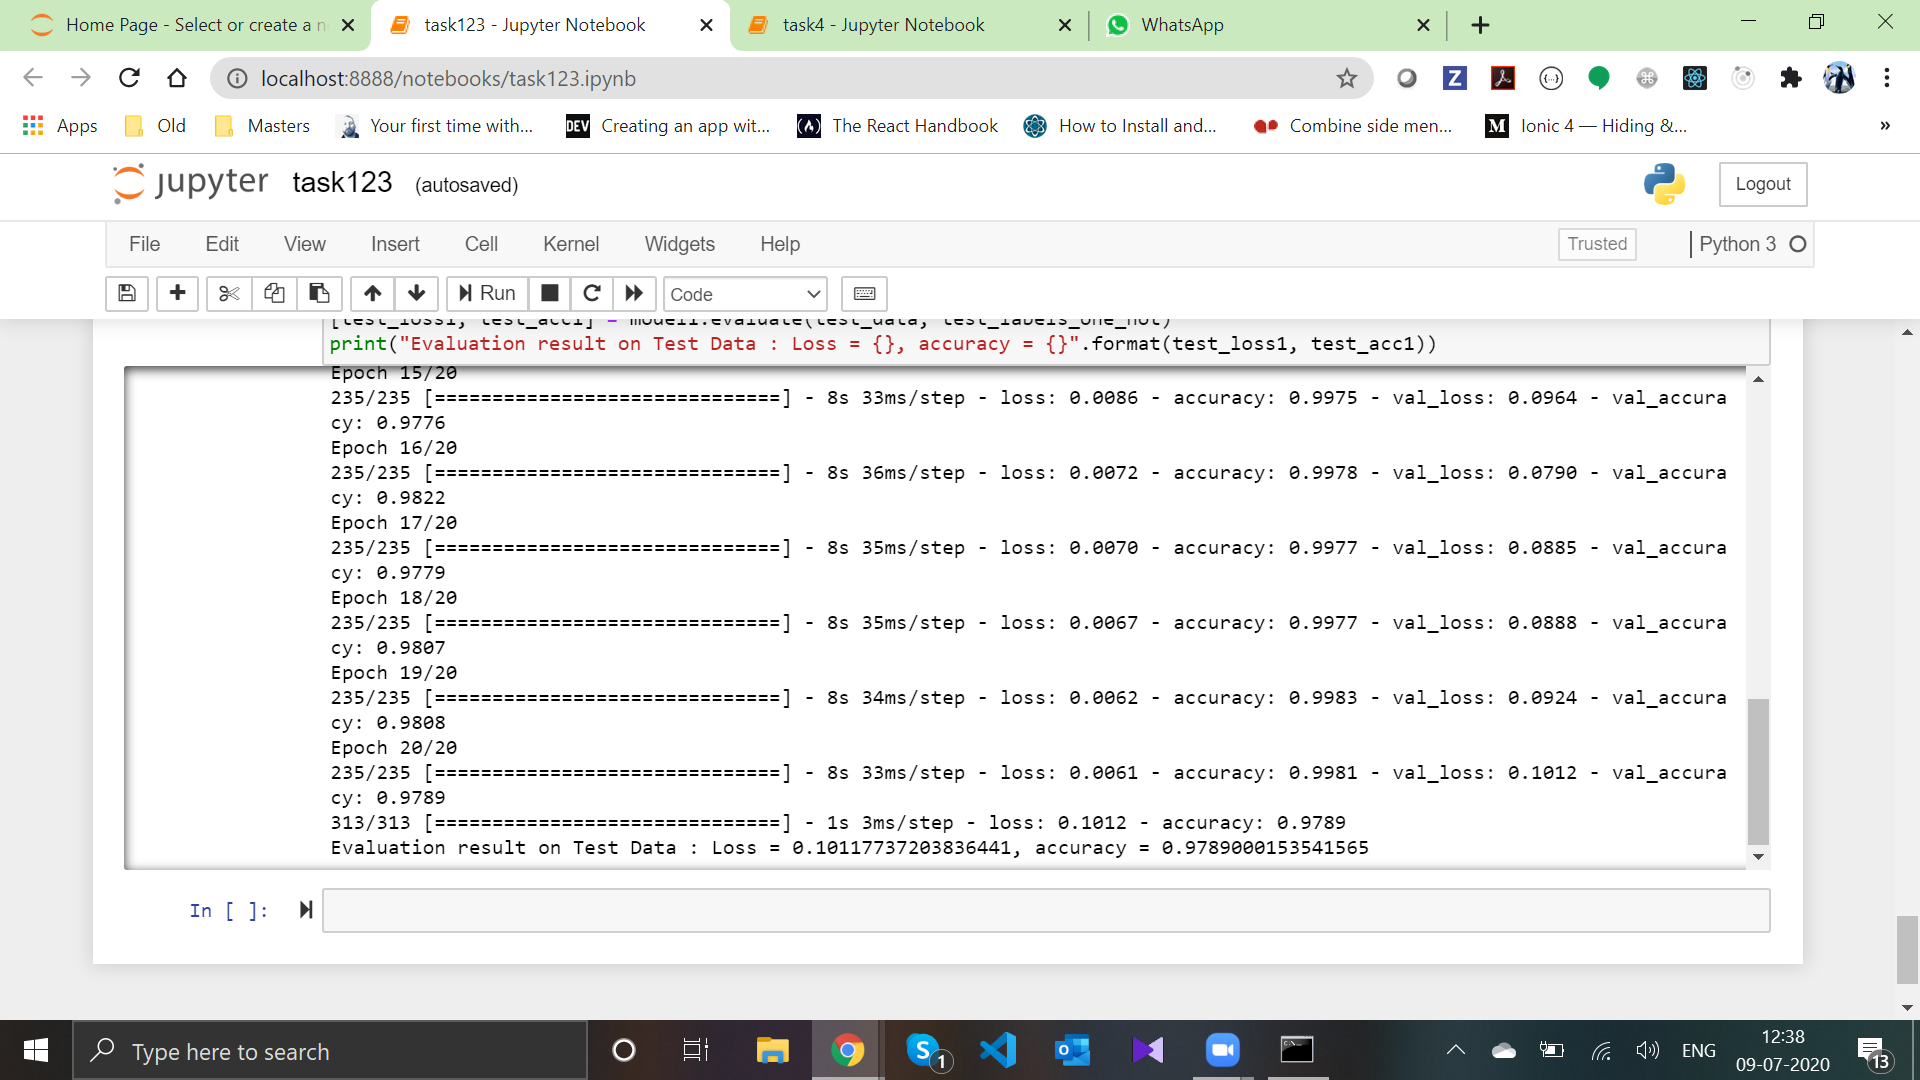 Home Page - Select or create a n
task123 - Jupyter Notebook
task4 - Jupyter Notebook
WhatsApp
localhost:8888/notebooks/task123.ipynb
Apps
Old
Masters
Your first time with...
DEV
Creating an app wit...
The React Handbook
How to Install and...
Combine side men...
M
Ionic 4 — Hiding &...
jupyter
task123
(autosaved)
Logout
File
Edit
View
Insert
Cell
Kernel
Widgets
Help
Trusted
Python 3
Run
Code
[test_loss1, test_acc1] = model1.evaluate(test_data, test_labels_one_hot)
print("Evaluation result on Test Data : Loss = {}, accuracy = {}".format(test_loss1, test_acc1))
Epoch 15/20
235/235 [==============================] - 8s 33ms/step - loss: 0.0086 - accuracy: 0.9975 - val_loss: 0.0964 - val_accura
cy: 0.9776
Epoch 16/20
235/235 [==============================] - 8s 36ms/step - loss: 0.0072 - accuracy: 0.9978 - val_loss: 0.0790 - val_accura
cy: 0.9822
Epoch 17/20
235/235 [==============================] - 8s 35ms/step - loss: 0.0070 - accuracy: 0.9977 - val_loss: 0.0885 - val_accura
cy: 0.9779
Epoch 18/20
235/235 [==============================] - 8s 35ms/step - loss: 0.0067 - accuracy: 0.9977 - val_loss: 0.0888 - val_accura
cy: 0.9807
Epoch 19/20
235/235 [==============================] - 8s 34ms/step - loss: 0.0062 - accuracy: 0.9983 - val_loss: 0.0924 - val_accura
cy: 0.9808
Epoch 20/20
235/235 [==============================] - 8s 33ms/step - loss: 0.0061 - accuracy: 0.9981 - val_loss: 0.1012 - val_accura
cy: 0.9789
313/313 [==============================] - 1s 3ms/step - loss: 0.1012 - accuracy: 0.9789
Evaluation result on Test Data : Loss = 0.10117737203836441, accuracy = 0.9789000153541565
In [ ]:
Type here to search
1
ENG
12:38
09-07-2020
13